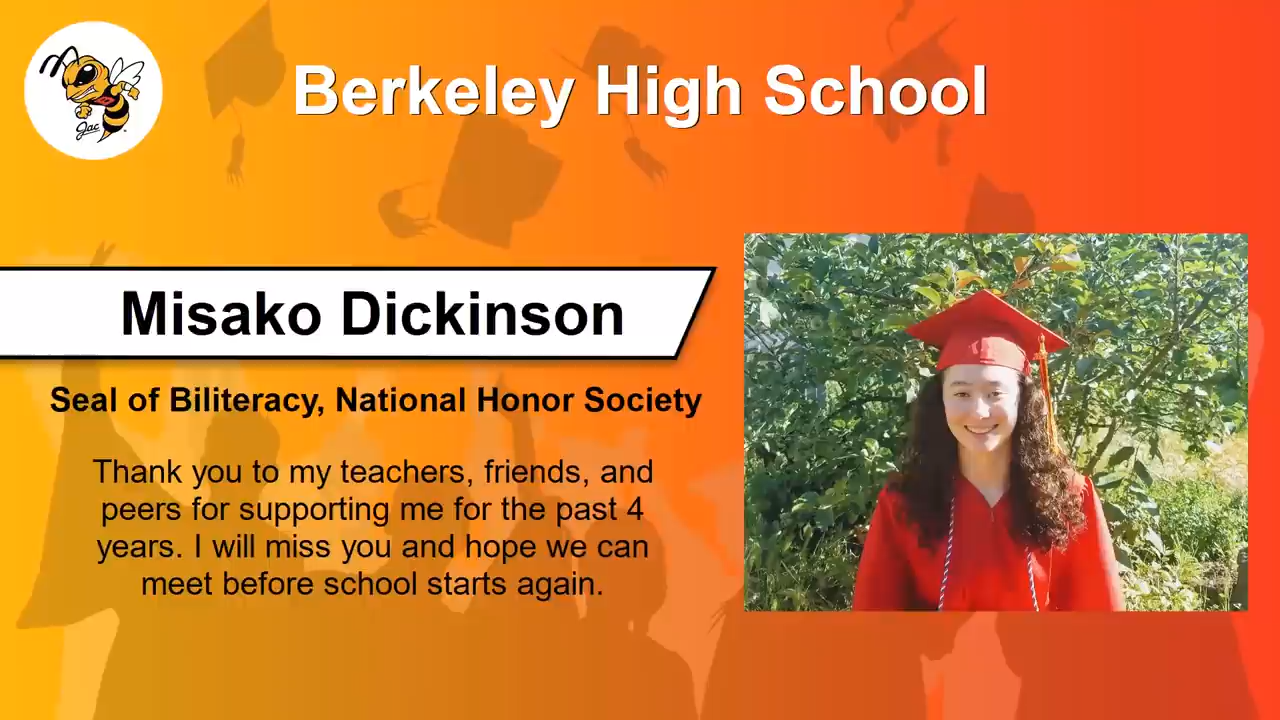 Berkeley High School
Jac
Misako Dickinson
Seal of Biliteracy, National Honor Society
Thank you to my teachers, friends, and
peers for supporting me for the past 4
years. I will miss you and hope we can
meet before school starts again.